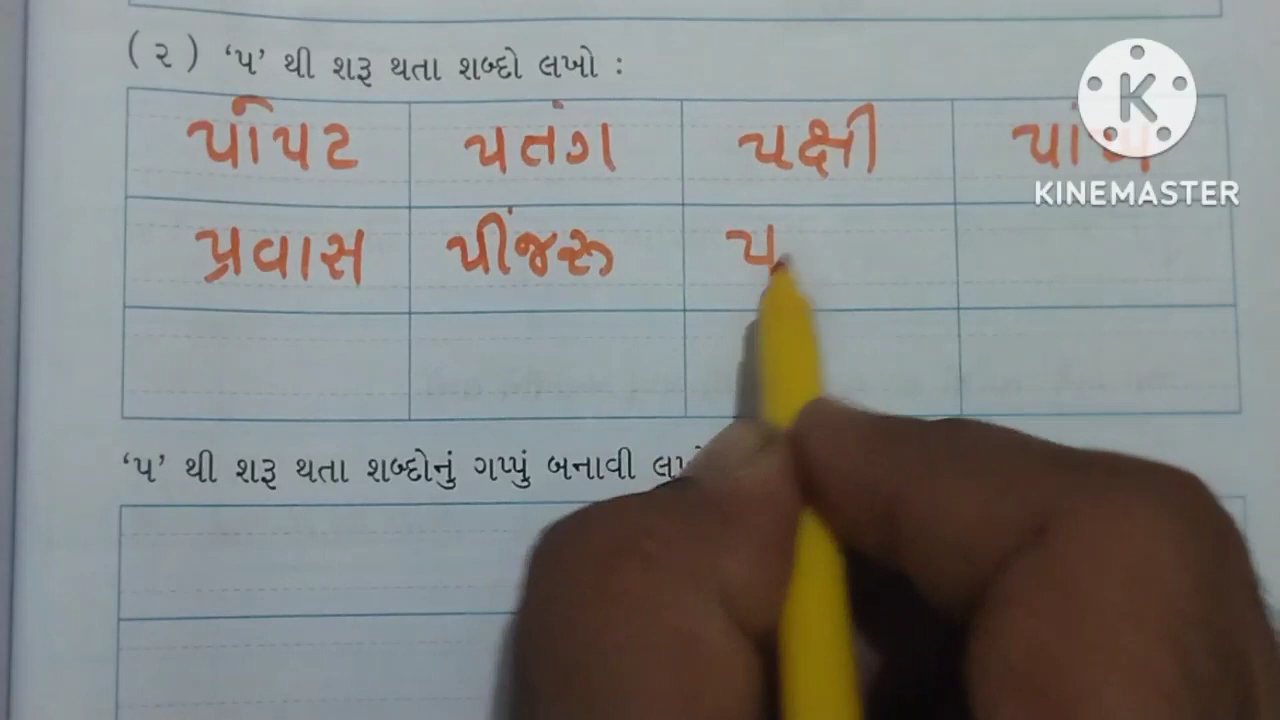 (૨) ‘પ’ થી શરૂ થતા શબ્દો લખો :
પોપટ પતંગ પક્ષી
KINEMASTER
પ્રવાસ પીંજરૂ પ
‘પ’ થી શરૂ થતા શબ્દોનું ગપ્પું બનાવી